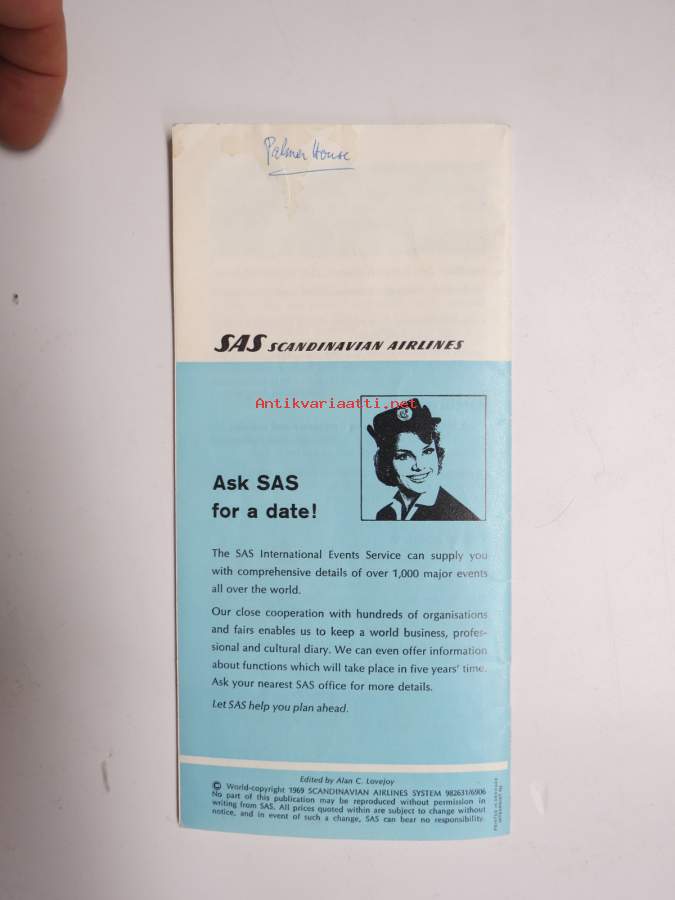 Palmer House
SAS SCANDINAVIAN AIRLINES
Antikvariaatti.net
Ask SAS
for a date!
The SAS International Events Service can supply you
with comprehensive details of over 1,000 major events
all over the world.
Our close cooperation with hundreds of organisations
and fairs enables us to keep a world business, profes-
sional and cultural diary. We can even offer information
about functions which will take place in five years' time.
Ask your nearest SAS office for more details.
Let SAS help you plan ahead.
Edited by Alan C. Lovejoy
© World-copyright 1969 SCANDINAVIAN AIRLINES SYSTEM 982631/6906
No part of this publication may be reproduced without permission in
writing from SAS. All prices quoted within are subject to change without
notice, and in event of such a change, SAS can bear no responsibility.
PRINTED IN